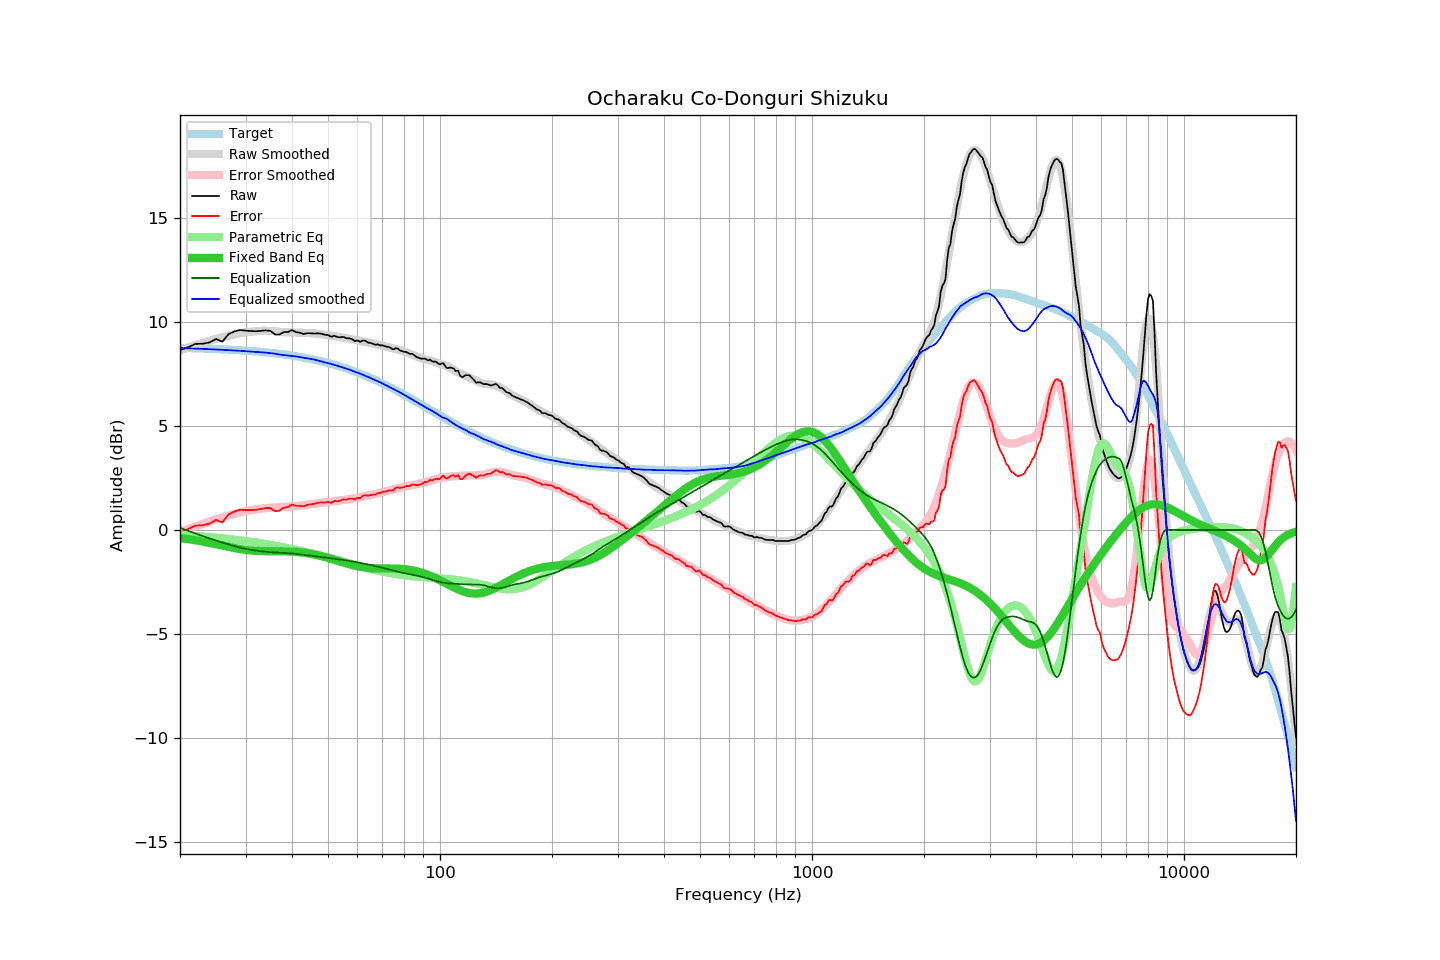 Ocharaku Co-Donguri Shizuku
Target
Raw Smoothed
Error Smoothed
Raw
Error
Parametric Eq
Fixed Band Eq
Equalization
Equalized smoothed
Amplitude (dBr)
15
10
5
0
−5
−10
−15
100
1000
10000
Frequency (Hz)